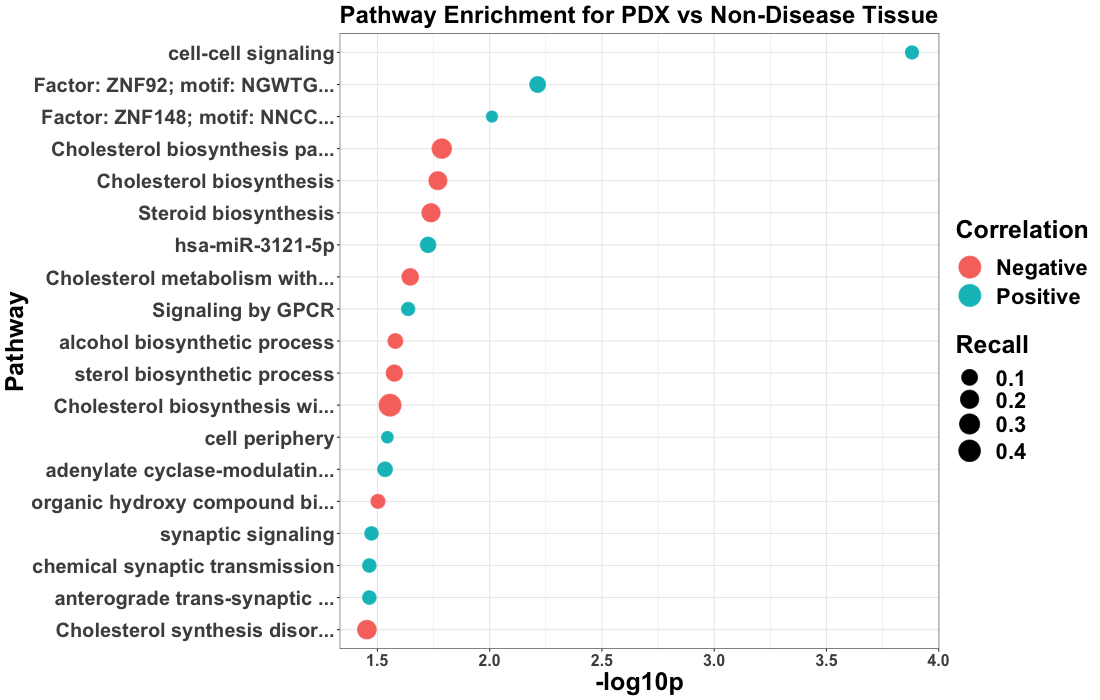 Pathway Enrichment for PDX vs Non-Disease Tissue
Pathway
cell-cell signaling
Factor: ZNF92; motif: NGWTG...
Factor: ZNF148; motif: NNCC...
Cholesterol biosynthesis pa...
Cholesterol biosynthesis
Steroid biosynthesis
hsa-miR-3121-5p
Cholesterol metabolism with...
Signaling by GPCR
alcohol biosynthetic process
sterol biosynthetic process
Cholesterol biosynthesis wi...
cell periphery
adenylate cyclase-modulatin...
organic hydroxy compound bi...
synaptic signaling
chemical synaptic transmission
anterograde trans-synaptic ...
Cholesterol synthesis disor...
1.5 2.0 2.5 3.0 3.5 4.0
-log10p
Correlation
Negative
Positive
Recall
0.1
0.2
0.3
0.4